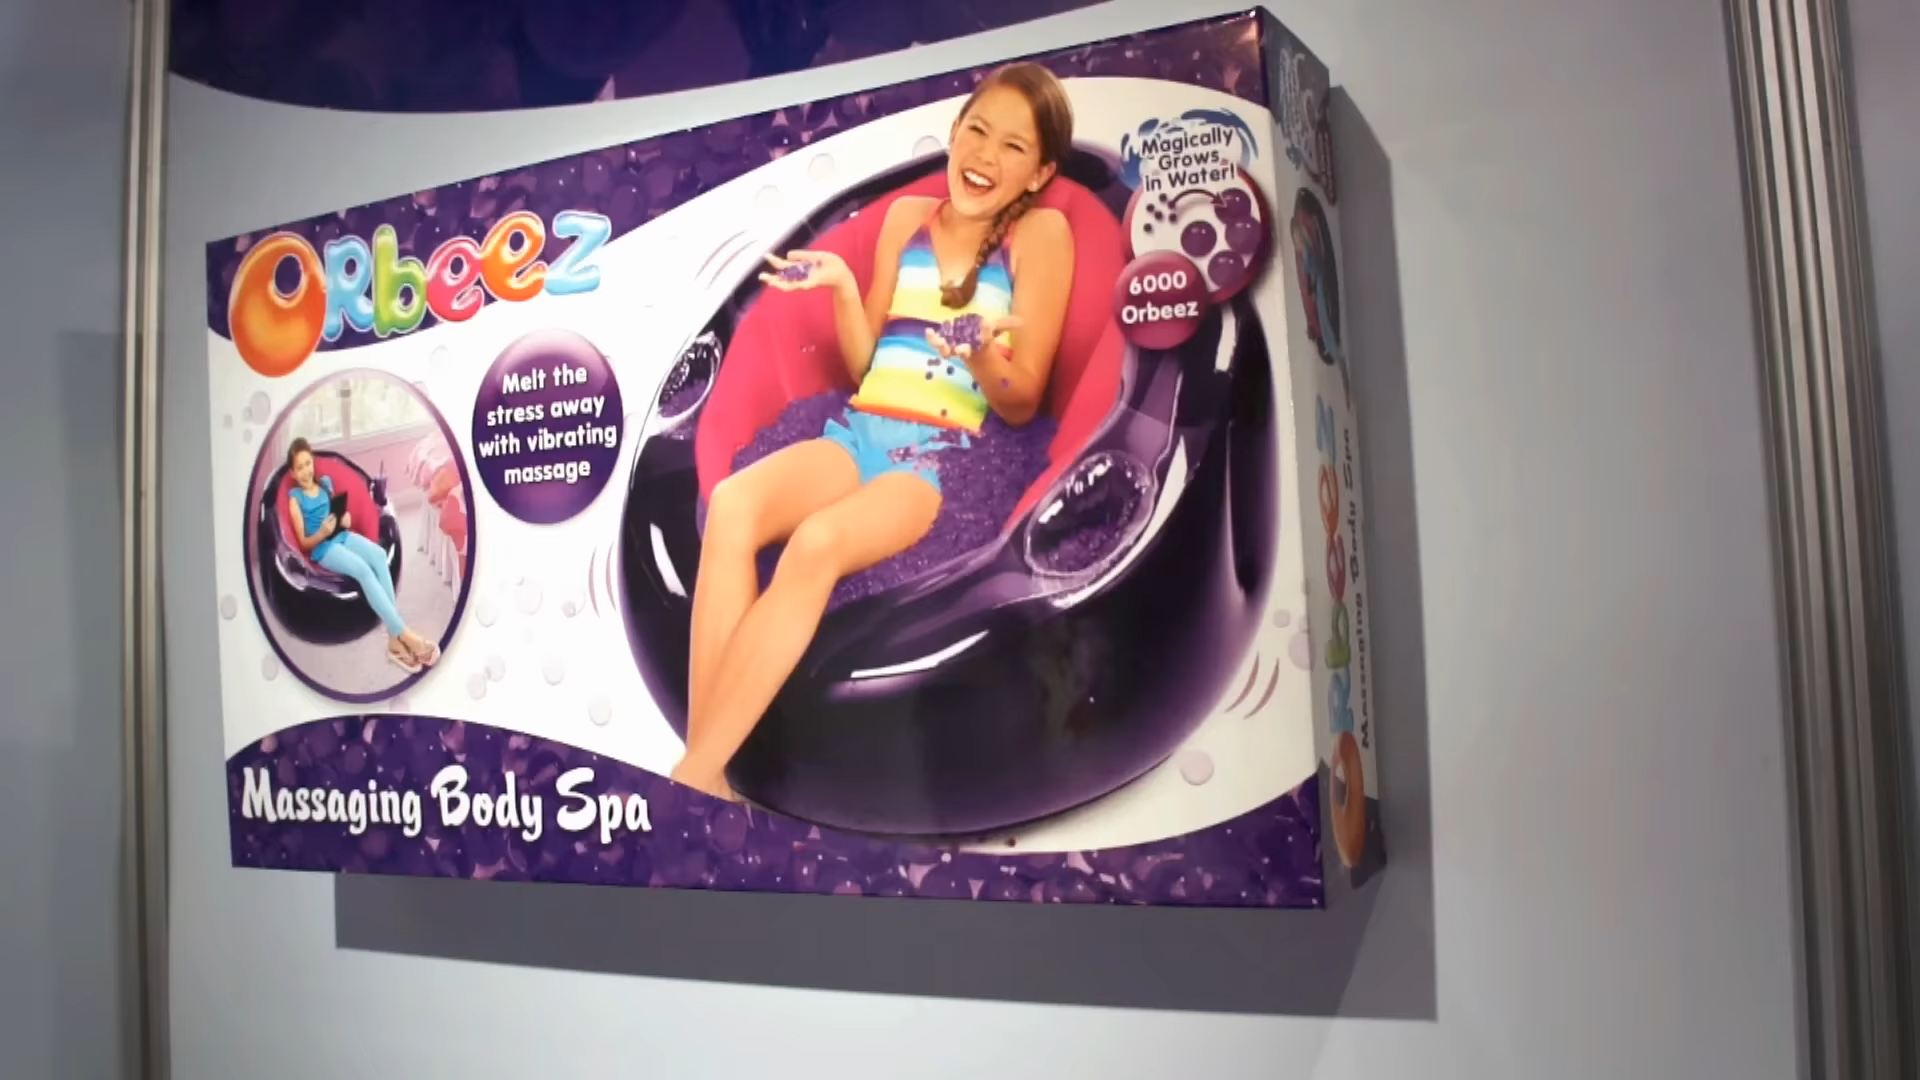 Orbeez
Melt the
stress away
with vibrating
massage
Magically
Grows
in Water!
6000
Orbeez
Massaging Body Spa
Orbeez
Massaging Body Spa